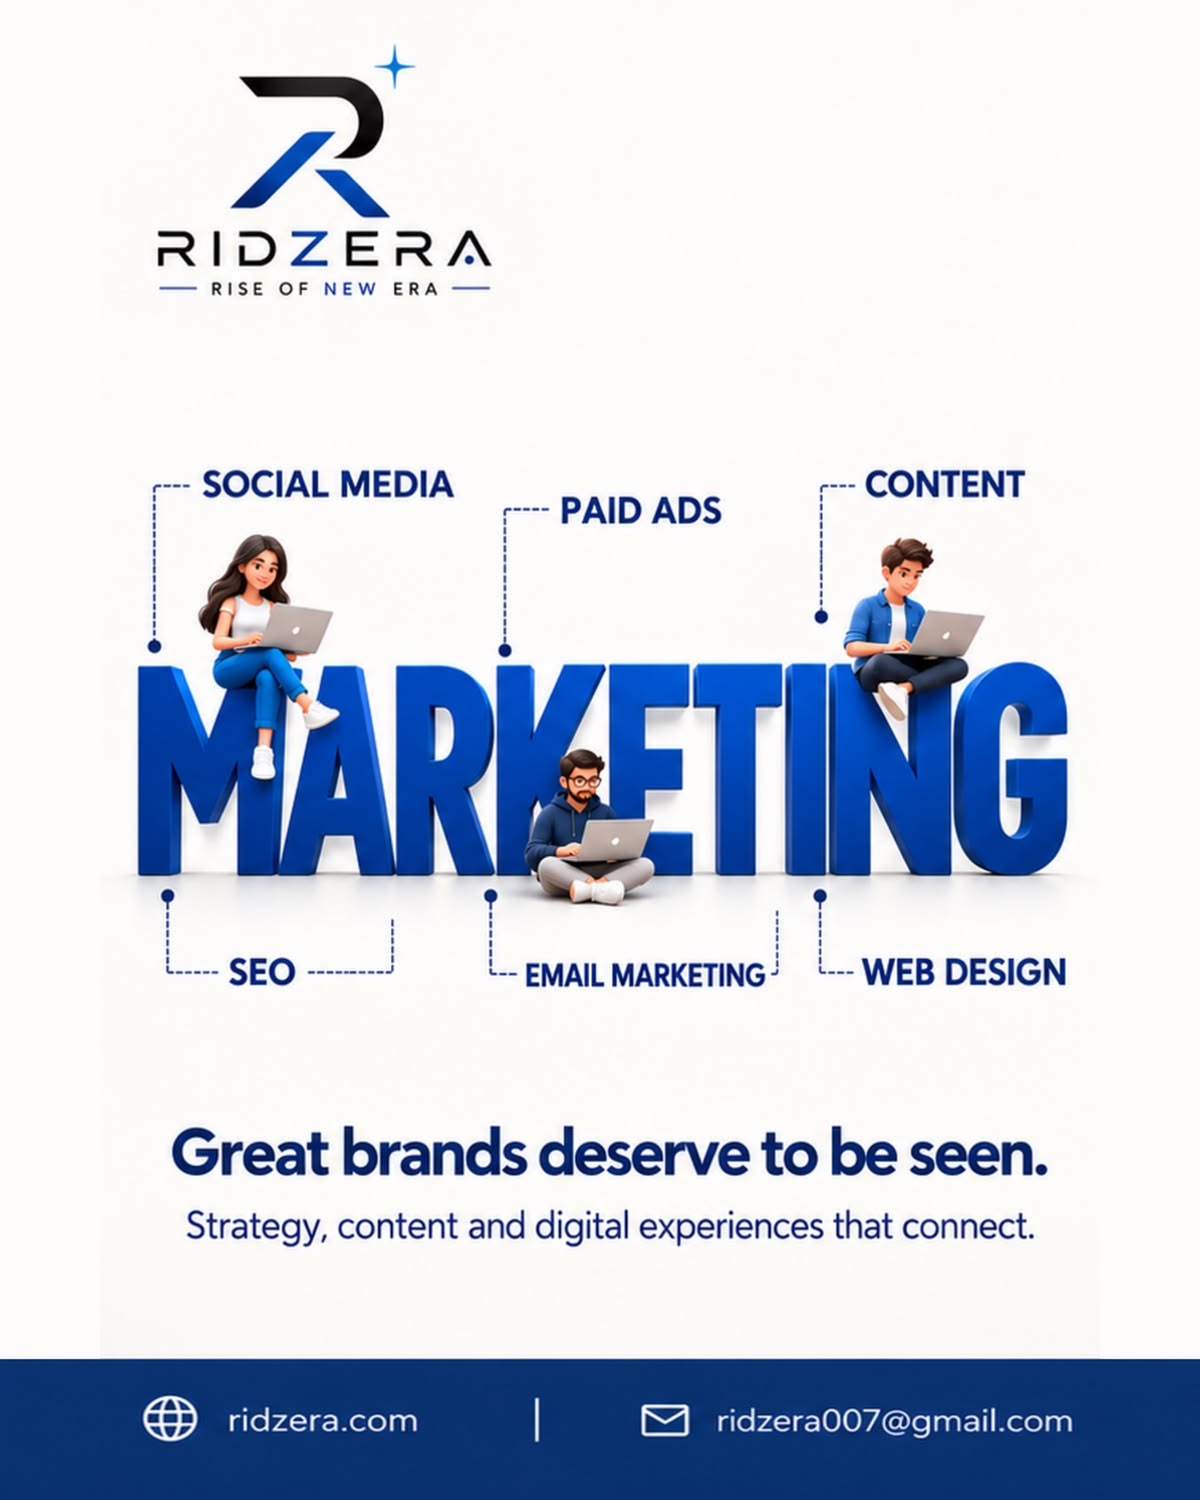 RIDZERA
RISE OF NEW ERA
SOCIAL MEDIA
PAID ADS
CONTENT
MARKETING
SEO
EMAIL MARKETING
WEB DESIGN
Great brands deserve to be seen.
Strategy, content and digital experiences that connect.
ridzera.com | ridzera007@gmail.com